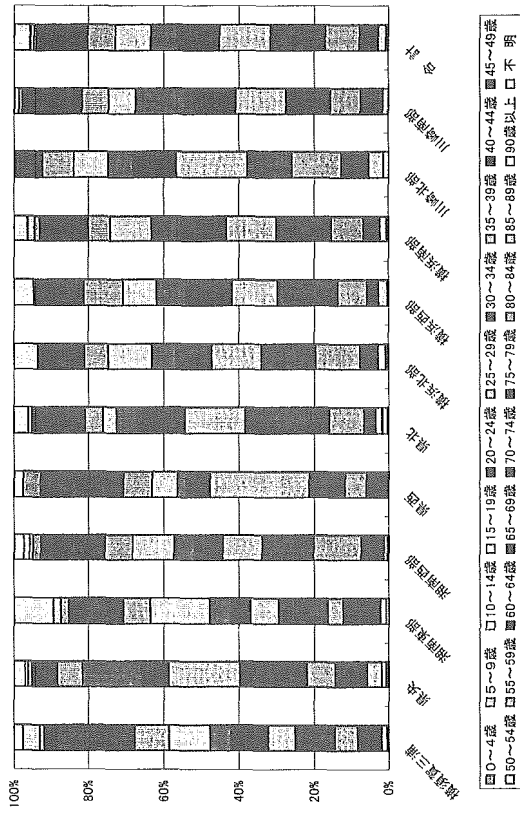 100%
80%
60%
40%
20%
0%
横須賀三浦
県央
湘南東部
湘南西部
県西
県北
横浜北部
横浜西部
横浜南部
川崎北部
川崎南部
合計
0～4歳 5～9歳 10～14歳 15～19歳 20～24歳 25～29歳 30～34歳 35～39歳 40～44歳 45～49歳
50～54歳 55～59歳 60～64歳 65～69歳 70～74歳 75～79歳 80～84歳 85～89歳 90歳以上 不明